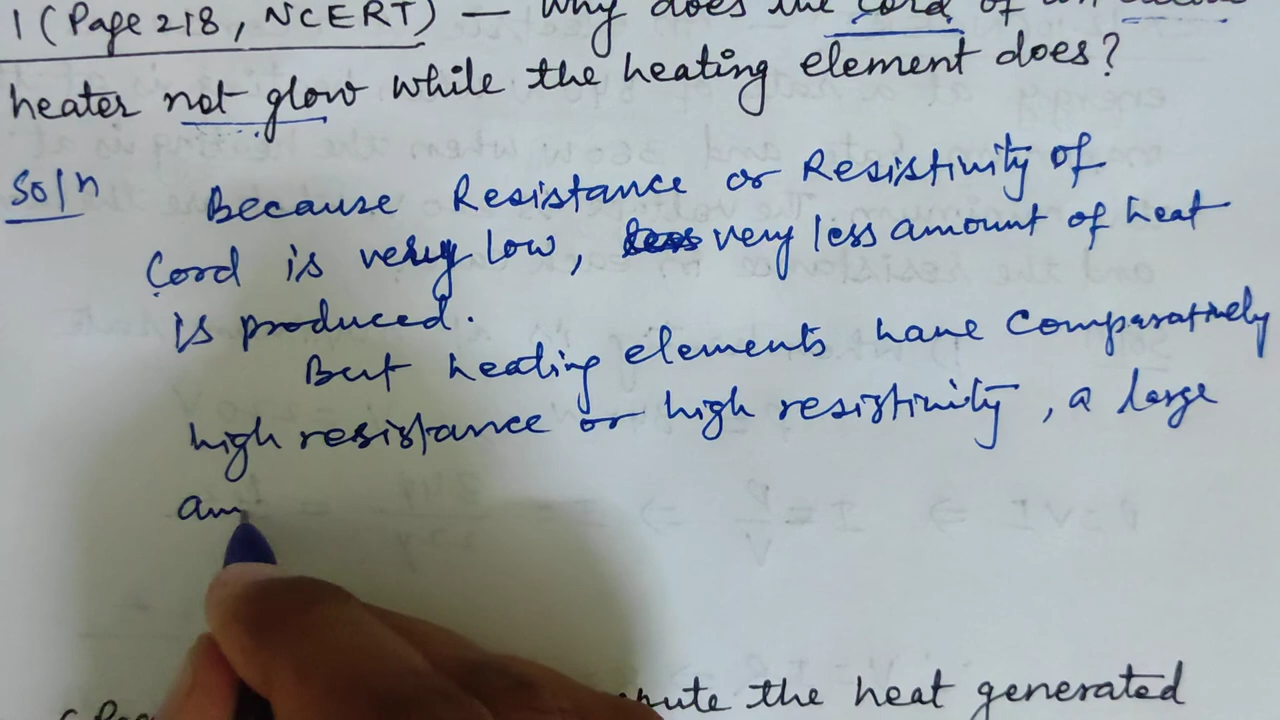 1 (Page 218, NCERT) — Why does the cord of an
heater not glow while the heating element does?
Soln Because Resistance or Resistivity of
Cord is very low, very less amount of heat
is produced.
But heating elements have comparatively
high resistance or high resistivity, a large
am
the heat generated